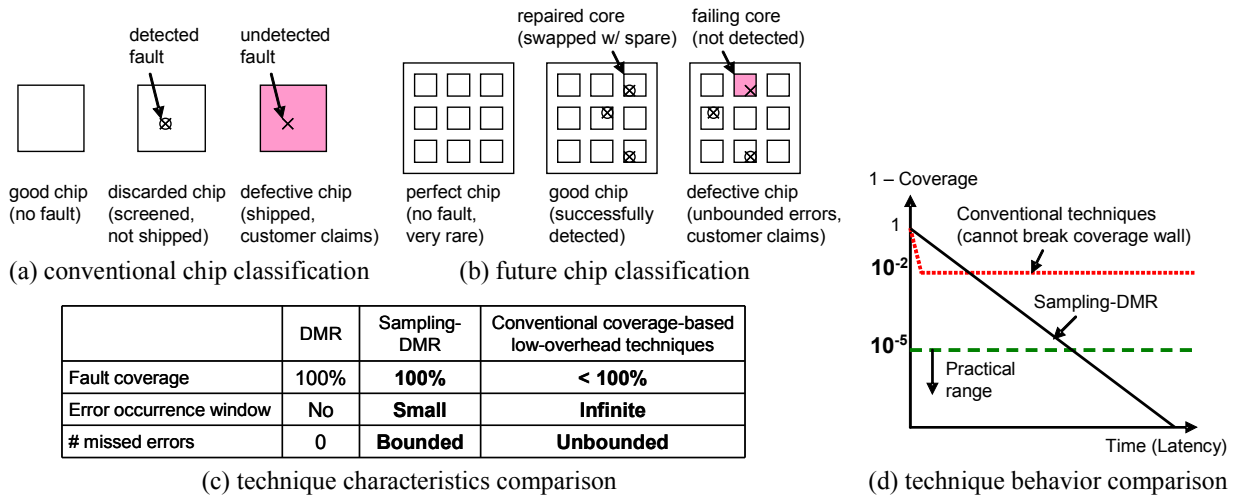 detected
fault
undetected
fault
good chip
(no fault)
discarded chip
(screened,
not shipped)
defective chip
(shipped,
customer claims)
(a) conventional chip classification
repaired core
(swapped w/ spare)
failing core
(not detected)
perfect chip
(no fault,
very rare)
good chip
(successfully
detected)
defective chip
(unbounded errors,
customer claims)
(b) future chip classification
DMR
Sampling-
DMR
Conventional coverage-based
low-overhead techniques
Fault coverage 100% 100% < 100%
Error occurrence window No Small Infinite
# missed errors 0 Bounded Unbounded
(c) technique characteristics comparison
1 – Coverage
1
Conventional techniques
(cannot break coverage wall)
10-2
Sampling-DMR
10-5
Practical
range
Time (Latency)
(d) technique behavior comparison